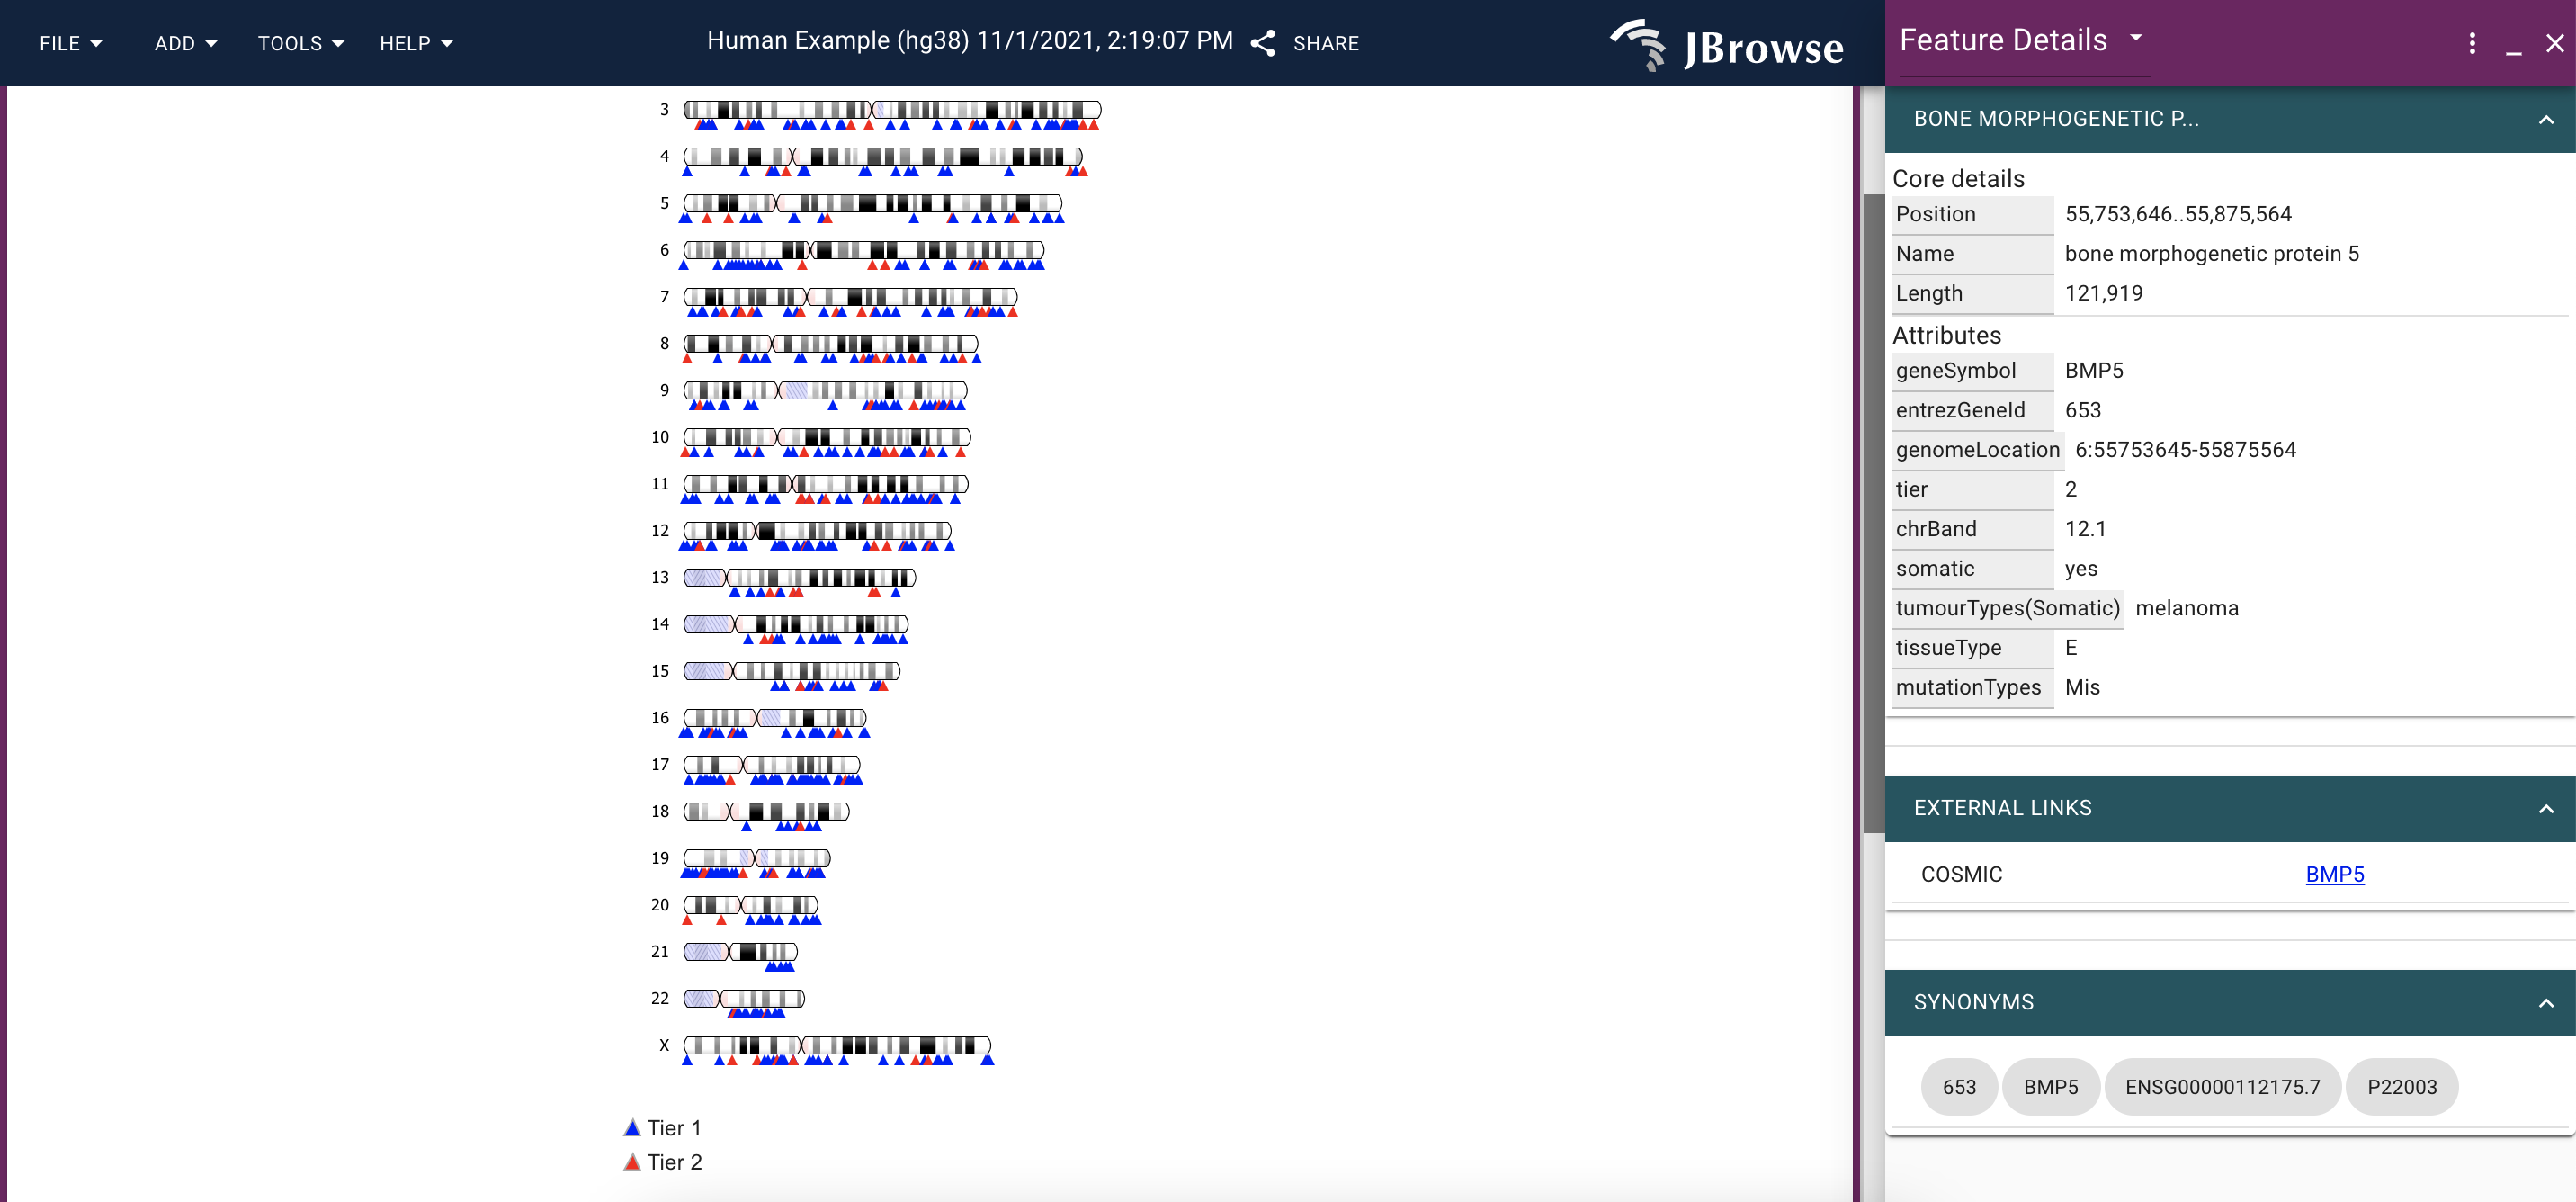 FILE ADD TOOLS HELP Human Example (hg38) 11/1/2021, 2:19:07 PM SHARE JBrowse
3
4
5
6
7
8
9
10
11
12
13
14
15
16
17
18
19
20
21
22
X
Tier 1
Tier 2
Feature Details
BONE MORPHOGENETIC P...
Core details
Position 55,753,646..55,875,564
Name bone morphogenetic protein 5
Length 121,919
Attributes
geneSymbol BMP5
entrezGeneId 653
genomeLocation 6:55753645-55875564
tier 2
chrBand 12.1
somatic yes
tumourTypes(Somatic) melanoma
tissueType E
mutationTypes Mis
EXTERNAL LINKS
COSMIC BMP5
SYNONYMS
653 BMP5 ENSG00000112175.7 P22003